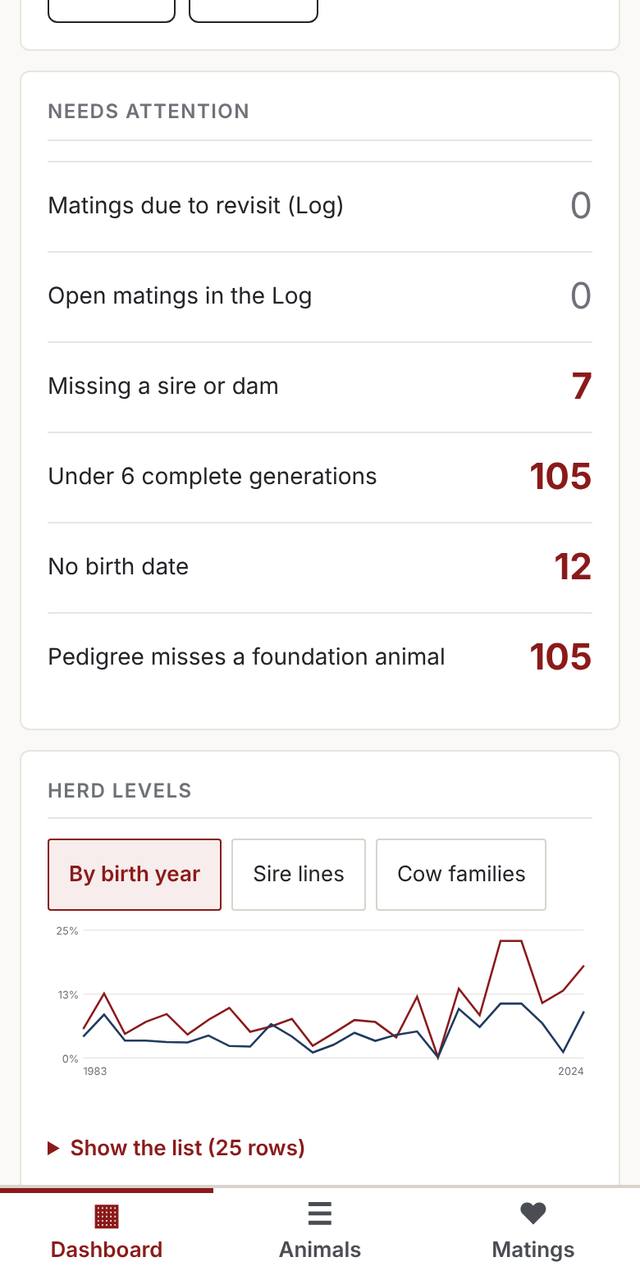 NEEDS ATTENTION
Matings due to revisit (Log) 0
Open matings in the Log 0
Missing a sire or dam 7
Under 6 complete generations 105
No birth date 12
Pedigree misses a foundation animal 105
HERD LEVELS
By birth year Sire lines Cow families
25%
13%
0%
1983 2024
Show the list (25 rows)
Dashboard Animals Matings